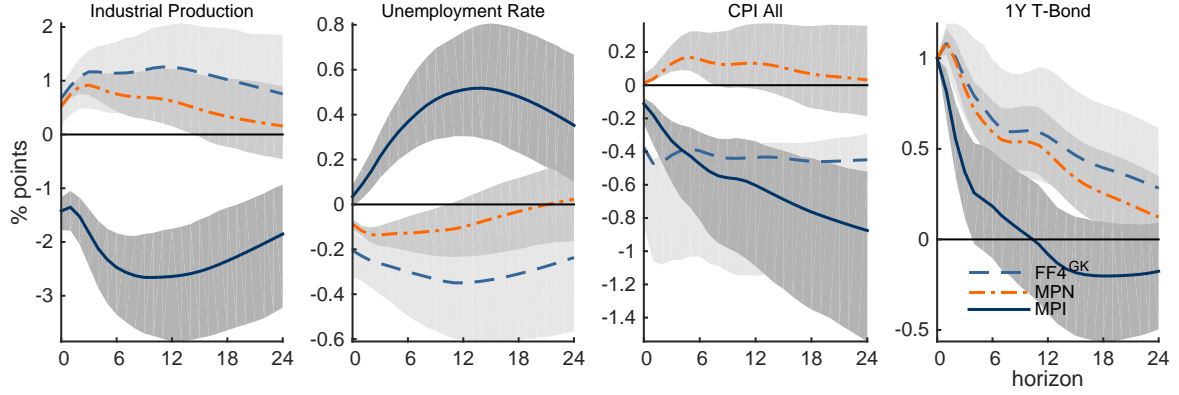 Industrial Production
Unemployment Rate
CPI All
1Y T-Bond
% points
2
1
0
-1
-2
-3
0 6 12 18 24
0.8
0.6
0.4
0.2
0
-0.2
-0.4
-0.6
0 6 12 18 24
0.2
0
-0.2
-0.4
-0.6
-0.8
-1
-1.2
-1.4
0 6 12 18 24
1
0.5
0
-0.5
0 6 12 18 24
FF4GK
MPN
MPI
horizon